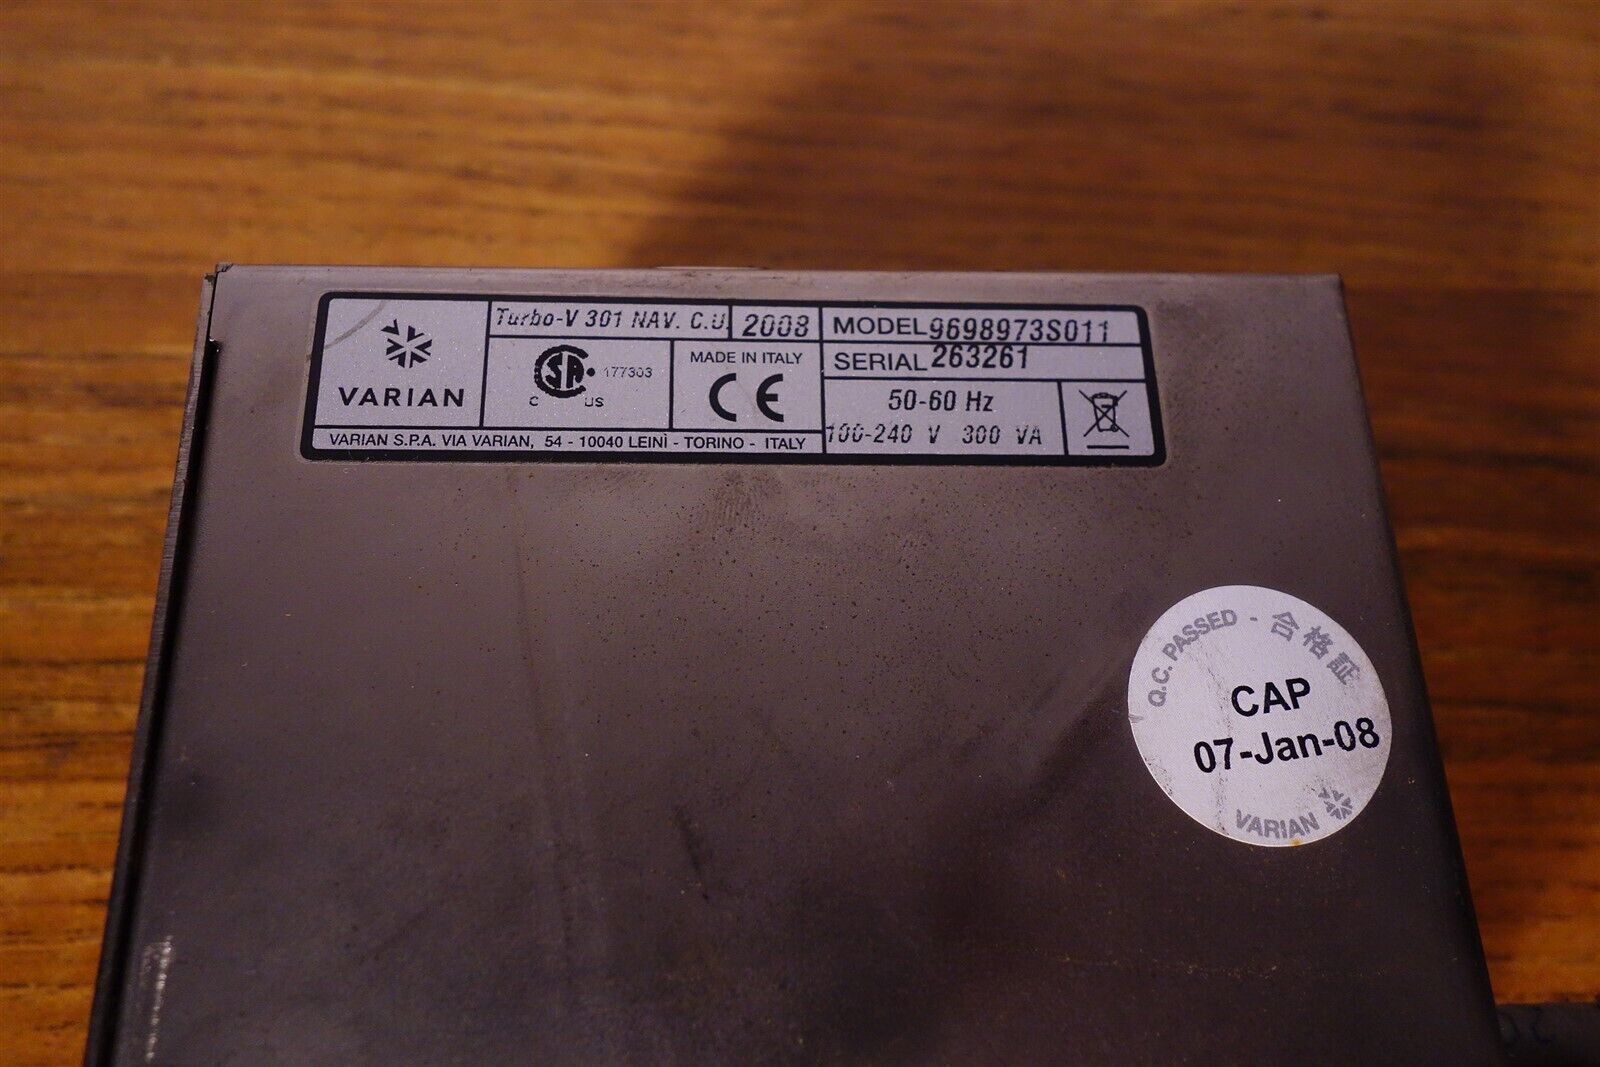 VARIAN
Turbo-V 301 NAV. C.U.
2008
MODEL 9698973S011
SERIAL 263261
CSA 177303
C US
MADE IN ITALY
CE
50-60 Hz
100-240 V 300 VA
VARIAN S.P.A. VIA VARIAN, 54 - 10040 LEINÌ - TORINO - ITALY
Q.C. PASSED - 合格証
CAP
07-Jan-08
VARIAN